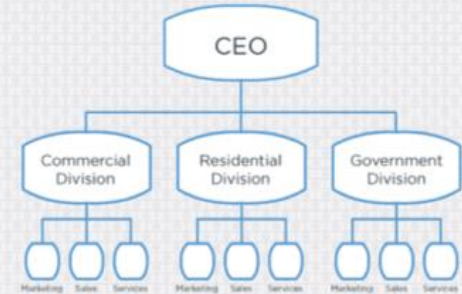 CEO
Commercial
Division
Residential
Division
Government
Division
Marketing Sales Services
Marketing Sales Services
Marketing Sales Services